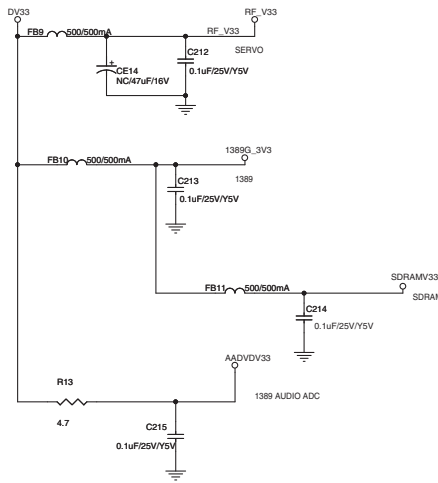 DV33
RF_V33
FB9
500/500mA
RF_V33
C212
SERVO
+
CE14
NC/47uF/16V
0.1uF/25V/Y5V
1389G_3V3
FB10
500/500mA
C213
1389
0.1uF/25V/Y5V
SDRAMV33
FB11
500/500mA
C214
0.1uF/25V/Y5V
AADVDV33
R13
1389 AUDIO ADC
4.7
C215
0.1uF/25V/Y5V